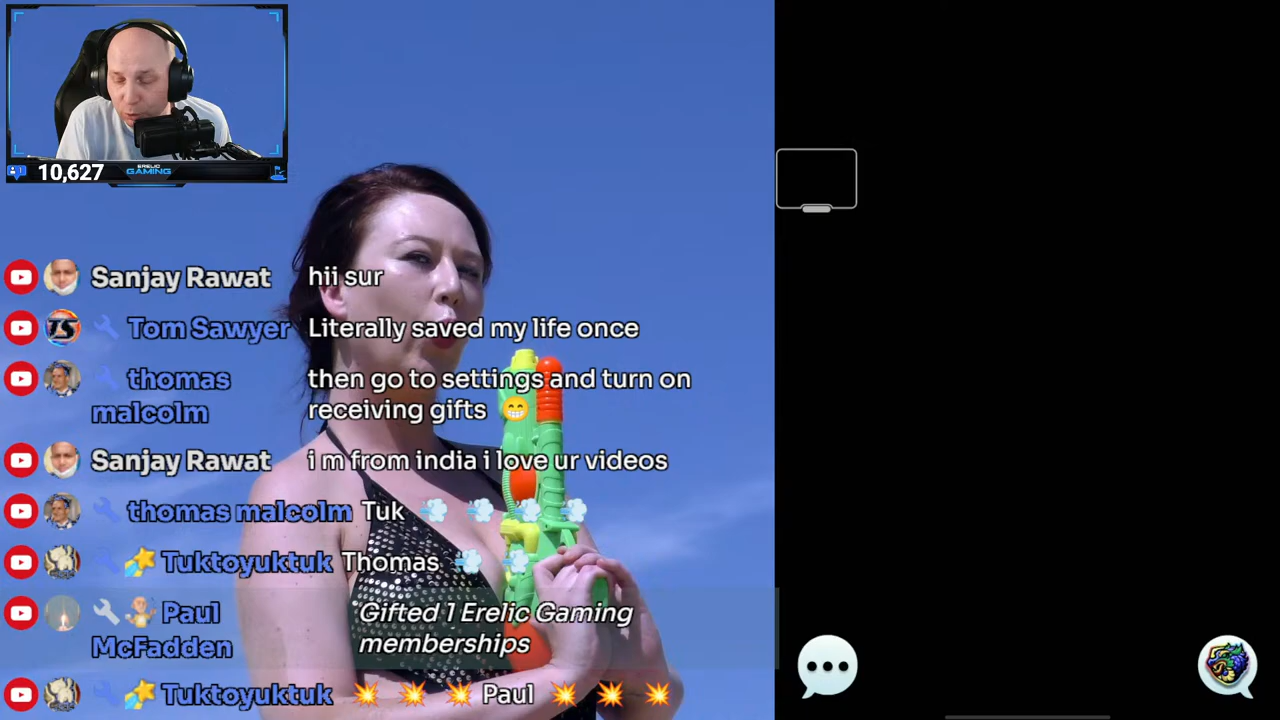 10,627
ERELIC
GAMING
Sanjay Rawat hii sur
Tom Sawyer Literally saved my life once
thomas malcolm then go to settings and turn on
receiving gifts 😁
Sanjay Rawat i m from india i love ur videos
thomas malcolm Tuk 💨 💨 💨 💨
Tuktoyuktuk Thomas 💨 💨
Paul McFadden Gifted 1 Erelic Gaming
memberships
Tuktoyuktuk 💥 💥 💥 Paul 💥 💥 💥